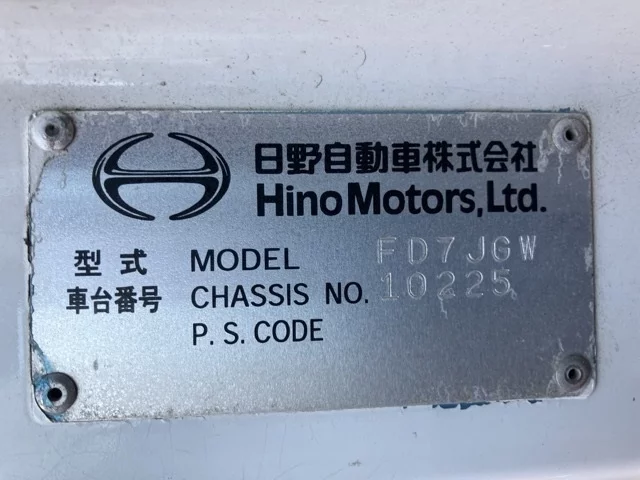 日野自動車株式会社
Hino Motors, Ltd.
型式 MODEL FD7JGW
車台番号 CHASSIS NO. 10225
P. S. CODE